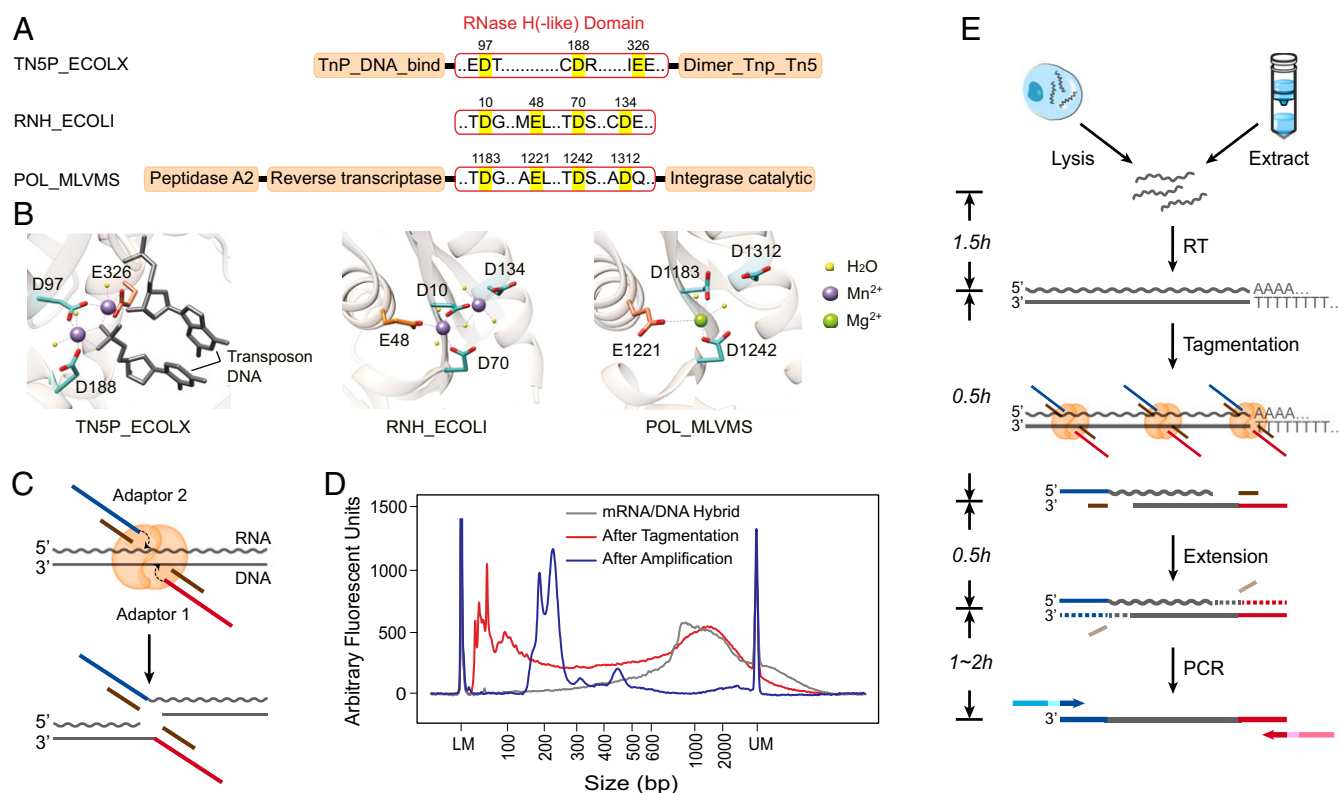 A
RNase H(-like) Domain
97 188 326
TN5P_ECOLX TnP_DNA_bind ..EDT............CDR......IEE.. Dimer_Tnp_Tn5
10 48 70 134
RNH_ECOLI ..TDG..MEL..TDS..CDE..
1183 1221 1242 1312
POL_MLVMS Peptidase A2 Reverse transcriptase ..TDG..AEL..TDS...ADQ.. Integrase catalytic
B
D97 E326 D188 Transposon DNA
TN5P_ECOLX
D10 D134 E48 D70
RNH_ECOLI
D1183 D1312 E1221 D1242
POL_MLVMS
H2O
Mn2+
Mg2+
C
Adaptor 2
5' RNA
3' DNA
Adaptor 1
5'
3'
D
Arbitrary Fluorescent Units
1500
1000
500
0
mRNA/DNA Hybrid
After Tagmentation
After Amplification
LM 100 200 300 400 500 600 1000 2000 UM
Size (bp)
E
Lysis Extract
1.5h RT
5' AAAA...
3' TTTTTTTT...
0.5h Tagmentation
5' AAAA...
3' TTTTTTT...
5'
3'
0.5h Extension
5'
3'
1~2h PCR
3'